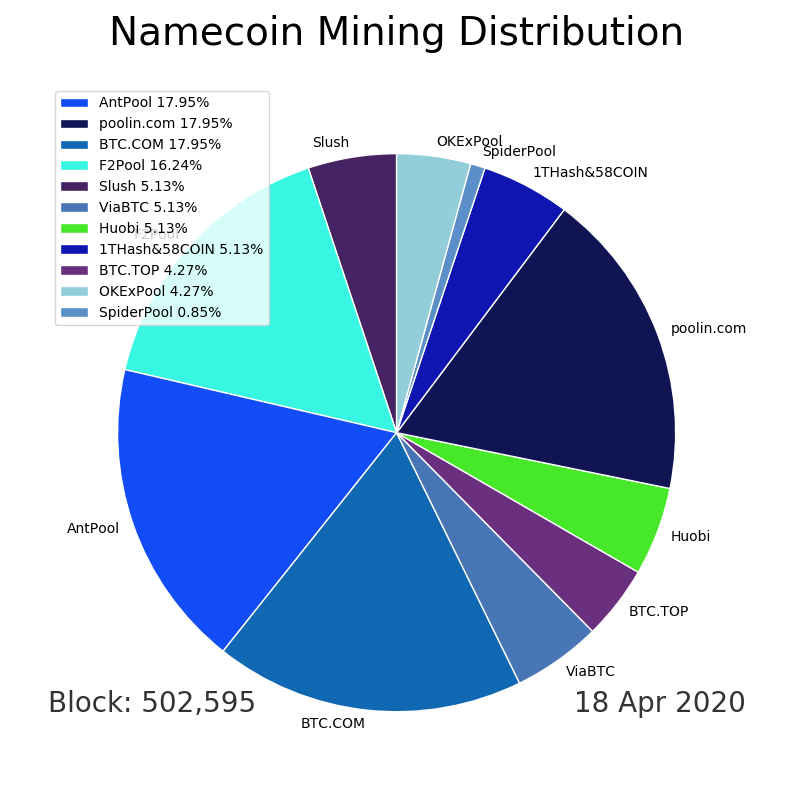 Namecoin Mining Distribution
AntPool 17.95%
poolin.com 17.95%
BTC.COM 17.95%
F2Pool 16.24%
Slush 5.13%
ViaBTC 5.13%
Huobi 5.13%
1THash&58COIN 5.13%
BTC.TOP 4.27%
OKExPool 4.27%
SpiderPool 0.85%
Slush
OKExPool
SpiderPool
1THash&58COIN
F2Pool
poolin.com
AntPool
Huobi
BTC.TOP
ViaBTC
BTC.COM
Block: 502,595
18 Apr 2020